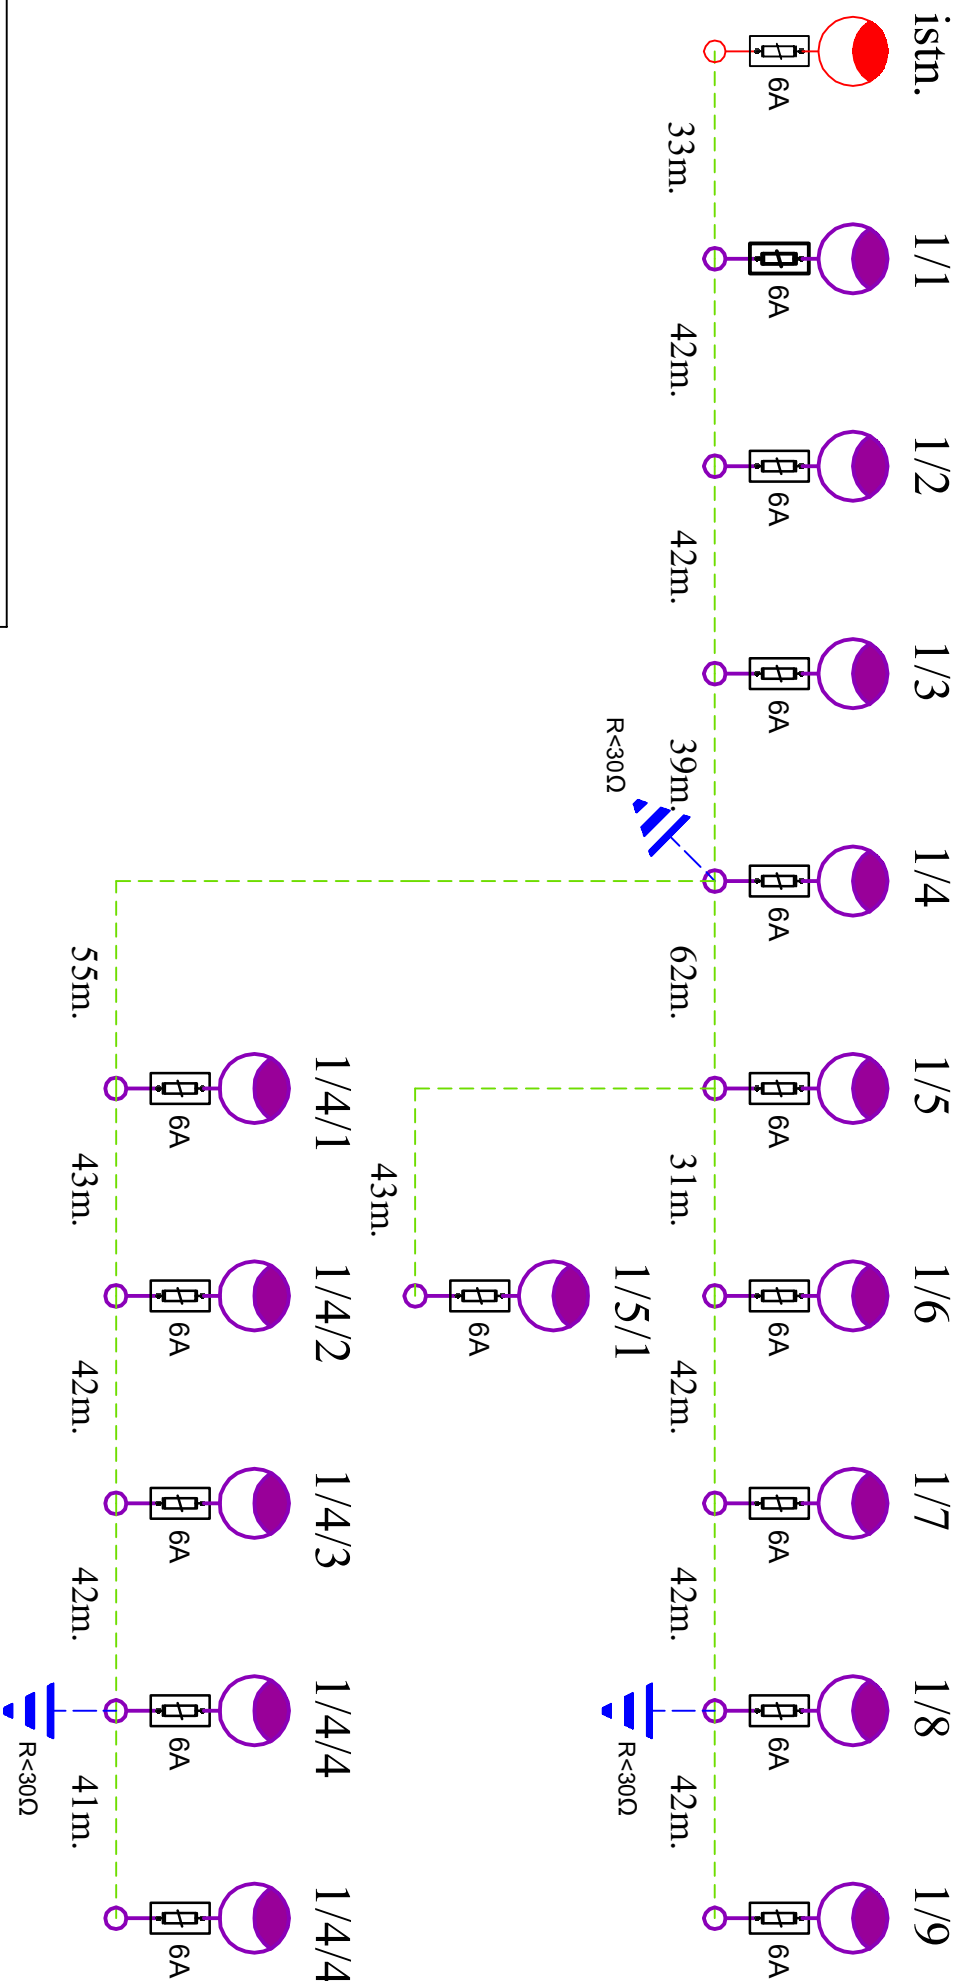 istn.
1/1
1/2
1/3
1/4
1/5
1/6
1/7
1/8
1/9
6A
6A
6A
6A
6A
6A
6A
6A
6A
6A
33m.
42m.
42m.
39m.
62m.
31m.
42m.
42m.
42m.
R<30Ω
R<30Ω
1/5/1
6A
43m.
1/4/1
1/4/2
1/4/3
1/4/4
1/4/4
6A
6A
6A
6A
6A
55m.
43m.
42m.
42m.
41m.
R<30Ω